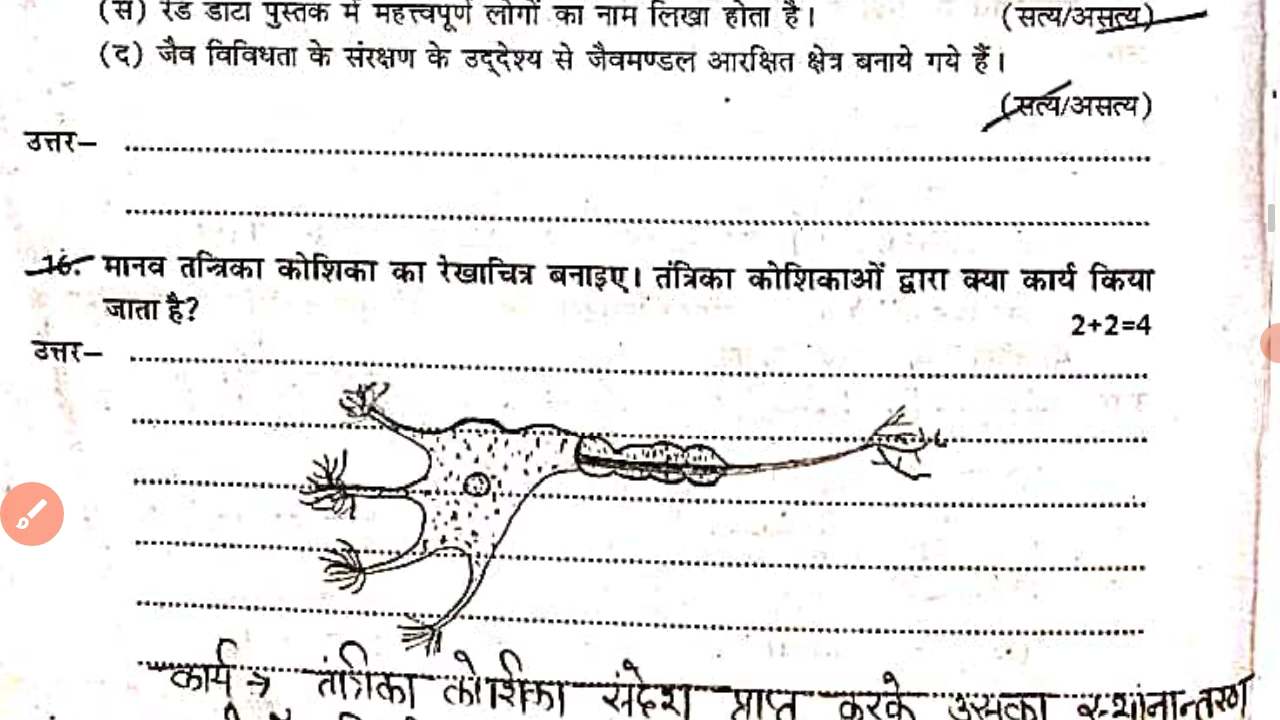 (स) रेड डाटा पुस्तक में महत्त्वपूर्ण लोगों का नाम लिखा होता है। (सत्य/असत्य)
(द) जैव विविधता के संरक्षण के उद्देश्य से जैवमण्डल आरक्षित क्षेत्र बनाये गये हैं।
(सत्य/असत्य)
उत्तर–
16. मानव तन्त्रिका कोशिका का रेखाचित्र बनाइए। तंत्रिका कोशिकाओं द्वारा क्या कार्य किया
जाता है? 2+2=4
उत्तर–
कार्य → तंत्रिका कोशिका संदेश प्राप्त करके उसका स्थानान्तरण